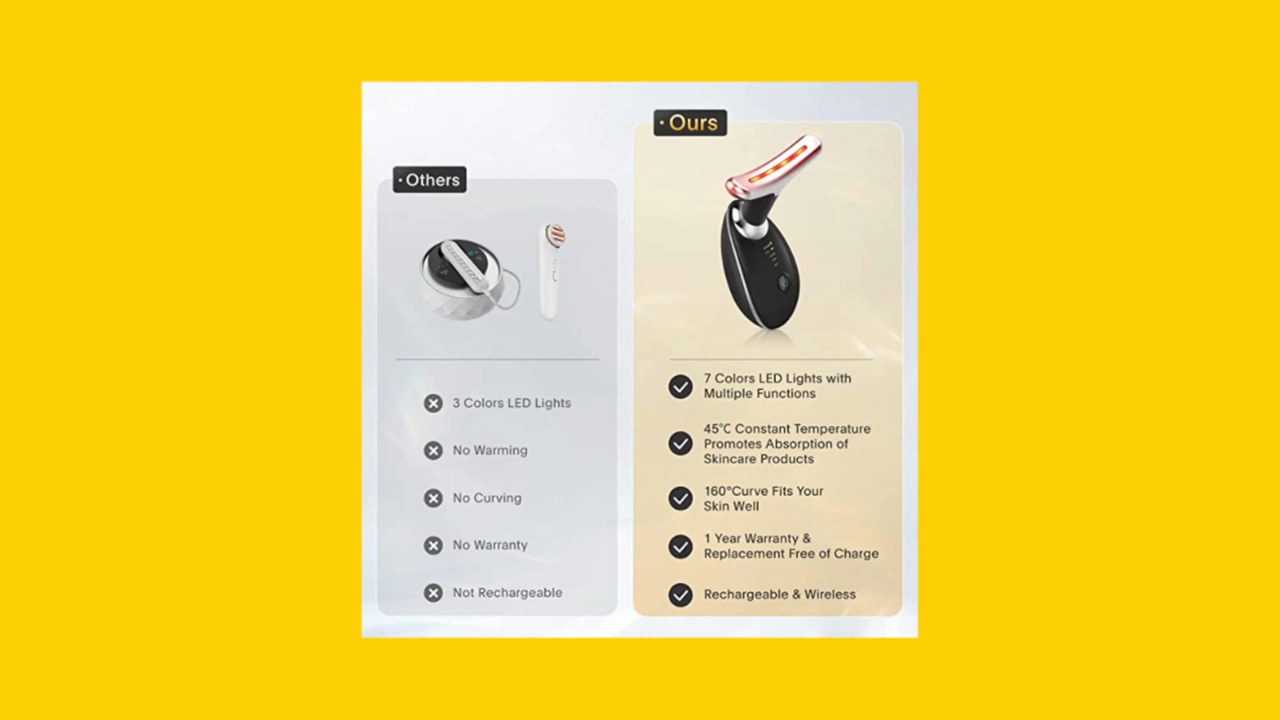 · Others
3 Colors LED Lights
No Warming
No Curving
No Warranty
Not Rechargeable
· Ours
7 Colors LED Lights with
Multiple Functions
45℃ Constant Temperature
Promotes Absorption of
Skincare Products
160°Curve Fits Your
Skin Well
1 Year Warranty &
Replacement Free of Charge
Rechargeable & Wireless